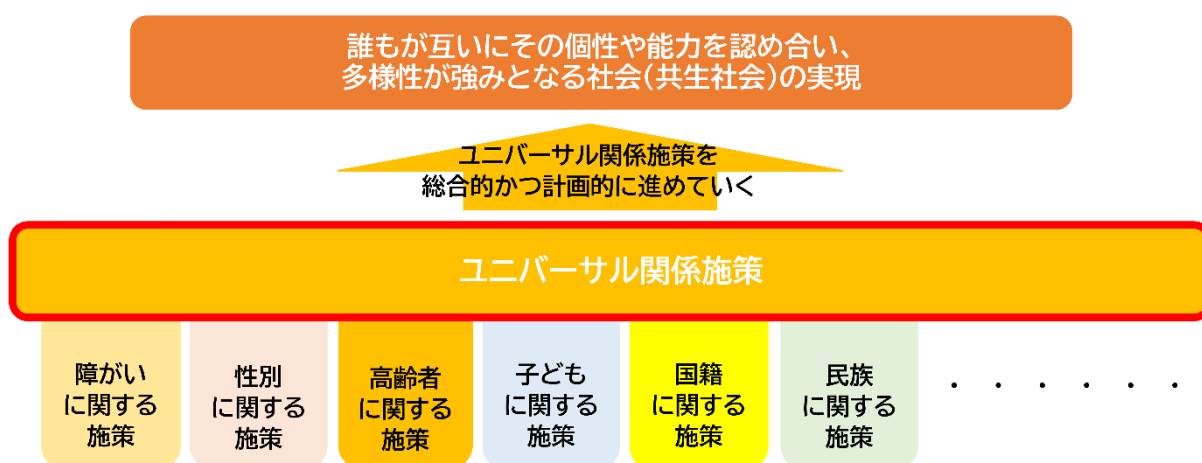 誰もが互いにその個性や能力を認め合い、
多様性が強みとなる社会(共生社会)の実現
ユニバーサル関係施策を
総合的かつ計画的に進めていく
ユニバーサル関係施策
障がい
に関する
施策
性別
に関する
施策
高齢者
に関する
施策
子ども
に関する
施策
国籍
に関する
施策
民族
に関する
施策
・・・・・・